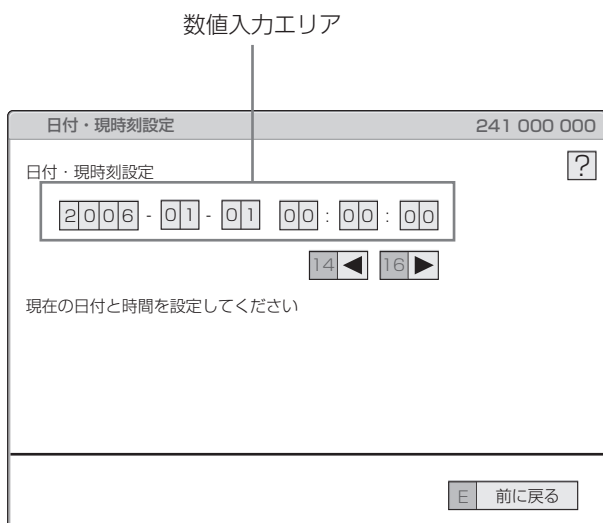 数値入力エリア
日付・現時刻設定 241 000 000
日付・現時刻設定 ?
2006-01-01 00:00:00
14 ◀ 16 ▶
現在の日付と時間を設定してください
E 前に戻る